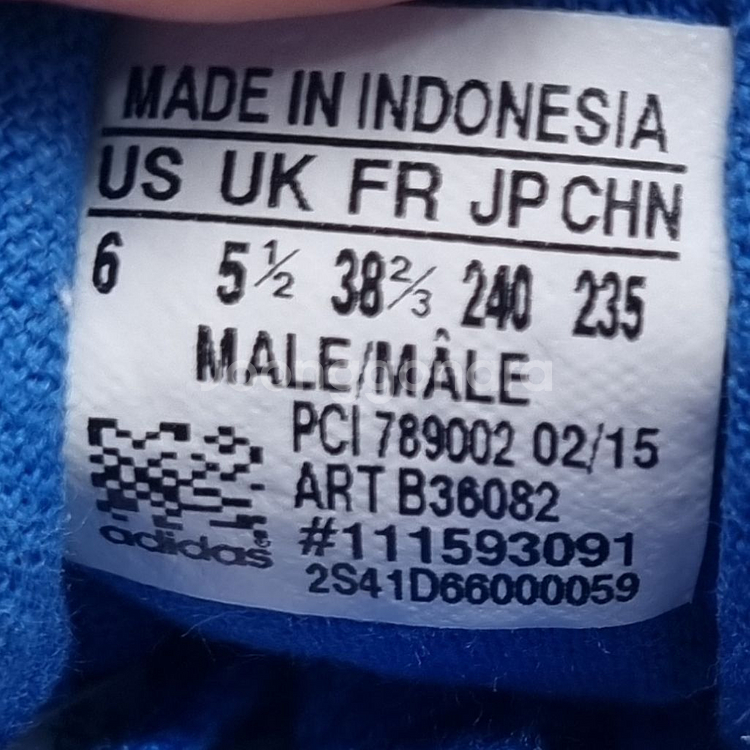 MADE IN INDONESIA
US UK FR JP CHN
6 5½ 38⅔ 240 235
MALE/MÂLE
PCI 789002 02/15
ART B36082
#111593091
adidas®
2S41D66000059
joonggonara